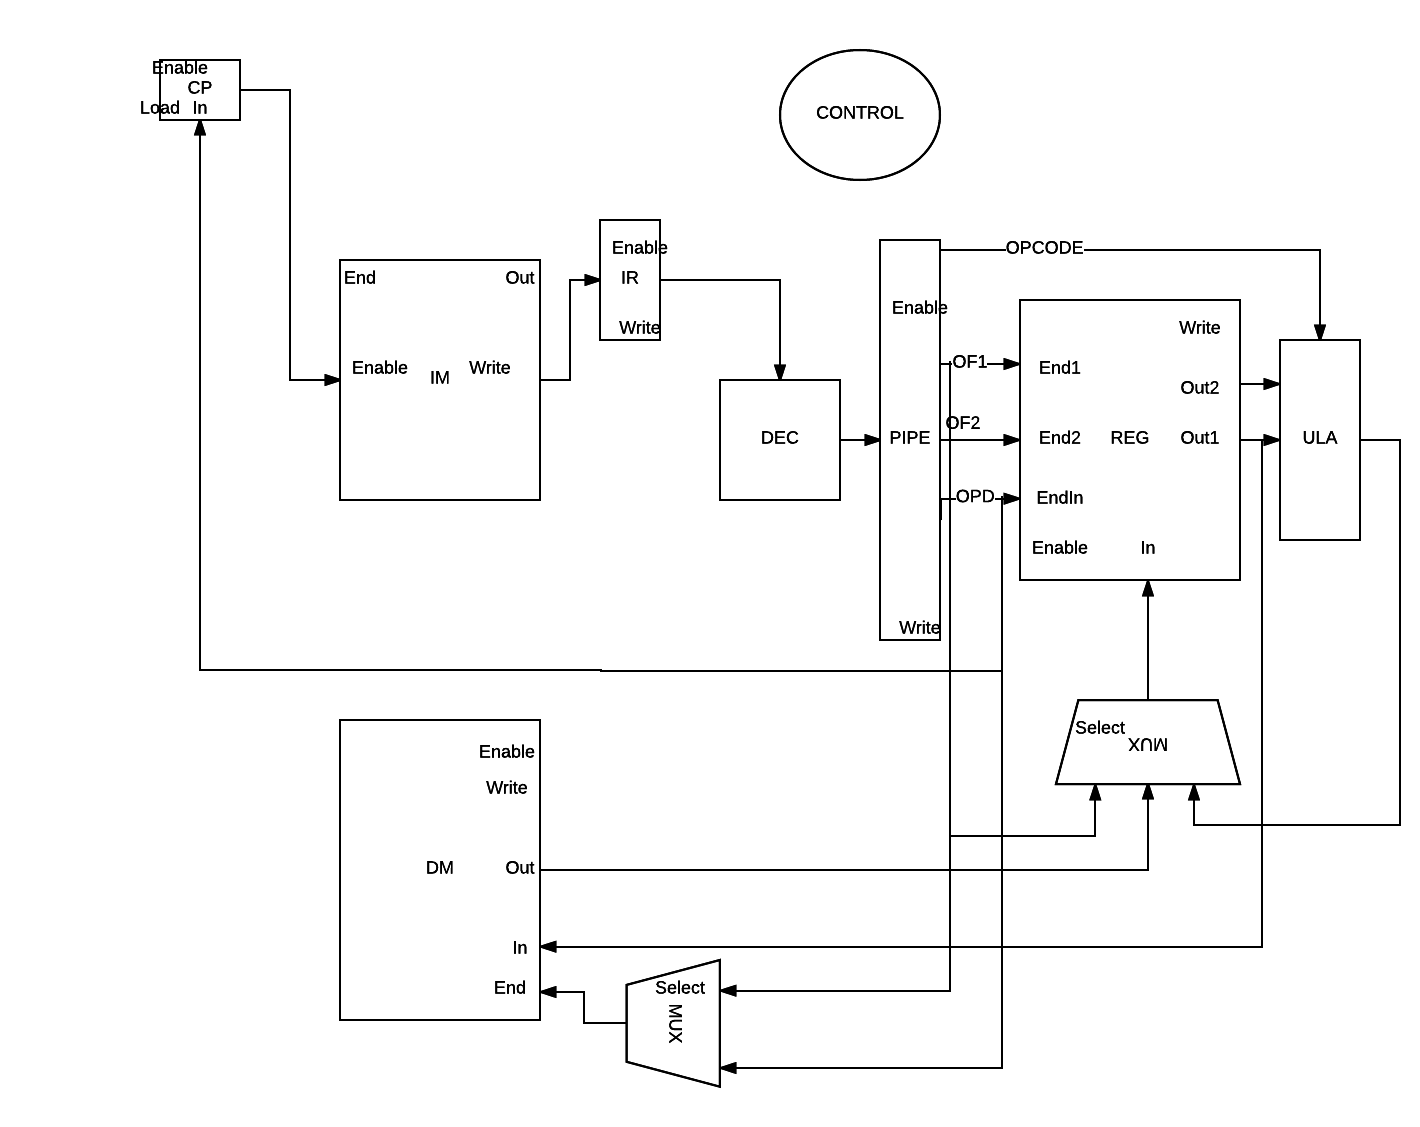 Enable
CP
Load In
CONTROL
Enable
IR
Write
End Out
Enable IM Write
DEC
Enable
PIPE
Write
OPCODE
OF1
OF2
OPD
Write
End1
Out2
End2 REG Out1
EndIn
Enable In
ULA
Select
MUX
Enable
Write
DM Out
In
End
Select
MUX